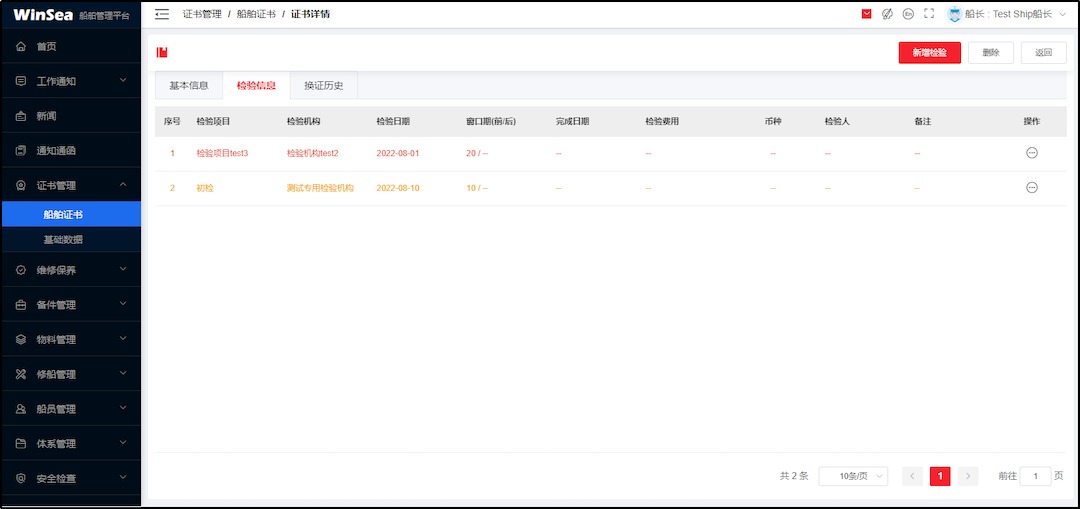 WinSea 船舶管理平台
证书管理 / 船舶证书 / 证书详情
En
船长 : Test Ship船长
首页
工作通知
新闻
通知通函
证书管理
船舶证书
基础数据
维修保养
备件管理
物料管理
修船管理
船员管理
体系管理
安全检查
新增检验 删除 返回
基本信息 检验信息 换证历史
序号 检验项目 检验机构 检验日期 窗口期(前/后) 完成日期 检验费用 币种 检验人 备注 操作
1 检验项目test3 检验机构test2 2022-08-01 20 / -- -- -- -- -- --
2 初检 测试专用检验机构 2022-08-10 10 / -- -- -- -- -- --
共 2 条 10条/页 < 1 > 前往 1 页